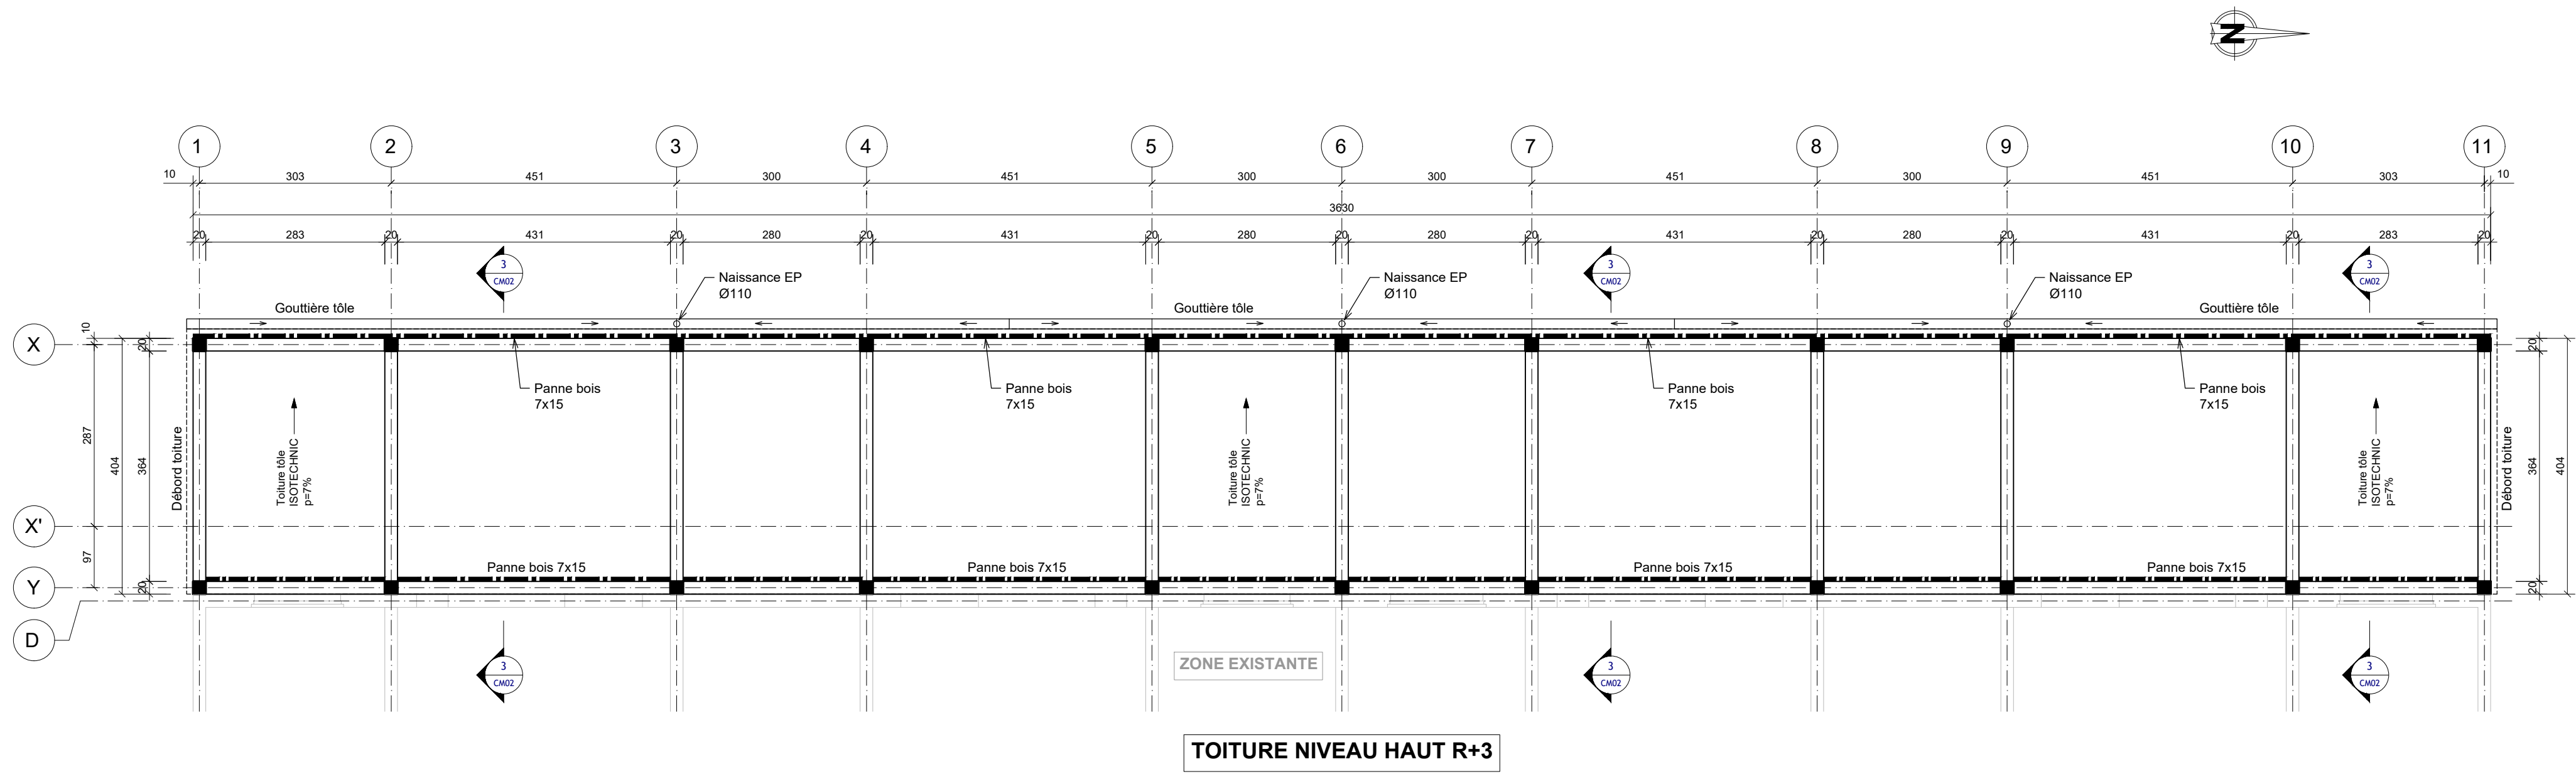 N
1 2 3 4 5 6 7 8 9 10 11
10 303 451 300 451 300 300 451 300 451 303 10
3630
20 283 20 431 20 280 20 431 20 280 20 280 20 431 20 280 20 431 20 283 20
3 3 3
CM02 CM02 CM02
Naissance EP Naissance EP Naissance EP
Ø110 Ø110 Ø110
Gouttière tôle Gouttière tôle Gouttière tôle
X
10 20 20
Panne bois Panne bois Panne bois Panne bois
7x15 7x15 7x15 7x15
287 404 364 364 404
Débord toiture Débord toiture
Toiture tôle
ISOTECHNIC
p=7%
Toiture tôle
ISOTECHNIC
p=7%
Toiture tôle
ISOTECHNIC
p=7%
X'
97
Panne bois 7x15 Panne bois 7x15 Panne bois 7x15 Panne bois 7x15
Y
20 20
D
ZONE EXISTANTE
3 3 3
CM02 CM02 CM02
TOITURE NIVEAU HAUT R+3